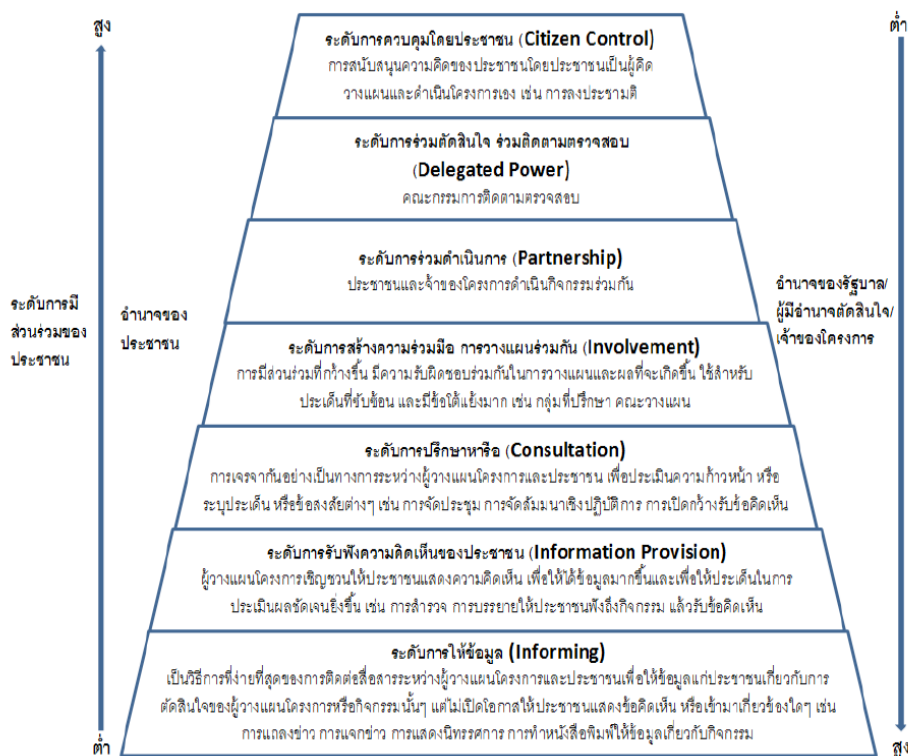 สูง
ต่ำ
ระดับการควบคุมโดยประชาชน (Citizen Control)
การสนับสนุนความคิดของประชาชนโดยประชาชนเป็นผู้คิด
วางแผนและดำเนินโครงการเอง เช่น การลงประชามติ
ระดับการร่วมตัดสินใจ ร่วมติดตามตรวจสอบ
(Delegated Power)
คณะกรรมการติดตามตรวจสอบ
ระดับการร่วมดำเนินการ (Partnership)
ประชาชนและเจ้าของโครงการดำเนินกิจกรรมร่วมกัน
ระดับการมี
ส่วนร่วมของ
ประชาชน
อำนาจของ
ประชาชน
อำนาจของรัฐบาล/
ผู้มีอำนาจตัดสินใจ/
เจ้าของโครงการ
ระดับการสร้างความร่วมมือ การวางแผนร่วมกัน (Involvement)
การมีส่วนร่วมที่กว้างขึ้น มีความรับผิดชอบร่วมกันในการวางแผนและผลที่จะเกิดขึ้น ใช้สำหรับ
ประเด็นที่ซับซ้อน และมีข้อโต้แย้งมาก เช่น กลุ่มที่ปรึกษา คณะวางแผน
ระดับการปรึกษาหารือ (Consultation)
การเจรจากันอย่างเป็นทางการระหว่างผู้วางแผนโครงการและประชาชน เพื่อประเมินความก้าวหน้า หรือ
ระบุประเด็น หรือข้อสงสัยต่างๆ เช่น การจัดประชุม การจัดสัมมนาเชิงปฏิบัติการ การเปิดกว้างรับข้อคิดเห็น
ระดับการรับฟังความคิดเห็นของประชาชน (Information Provision)
ผู้วางแผนโครงการเชิญชวนให้ประชาชนแสดงความคิดเห็น เพื่อให้ได้ข้อมูลมากขึ้นและเพื่อให้ประเด็นในการ
ประเมินผลชัดเจนยิ่งขึ้น เช่น การสำรวจ การบรรยายให้ประชาชนฟังถึงกิจกรรม แล้วรับข้อคิดเห็น
ระดับการให้ข้อมูล (Informing)
เป็นวิธีการที่ง่ายที่สุดของการติดต่อสื่อสารระหว่างผู้วางแผนโครงการและประชาชนเพื่อให้ข้อมูลแก่ประชาชนเกี่ยวกับการ
ตัดสินใจของผู้วางแผนโครงการหรือกิจกรรมนั้นๆ แต่ไม่เปิดโอกาสให้ประชาชนแสดงข้อคิดเห็น หรือเข้ามาเกี่ยวข้องใดๆ เช่น
การแถลงข่าว การแจกข่าว การแสดงนิทรรศการ การทำหนังสือพิมพ์ให้ข้อมูลเกี่ยวกับกิจกรรม
ต่ำ
สูง